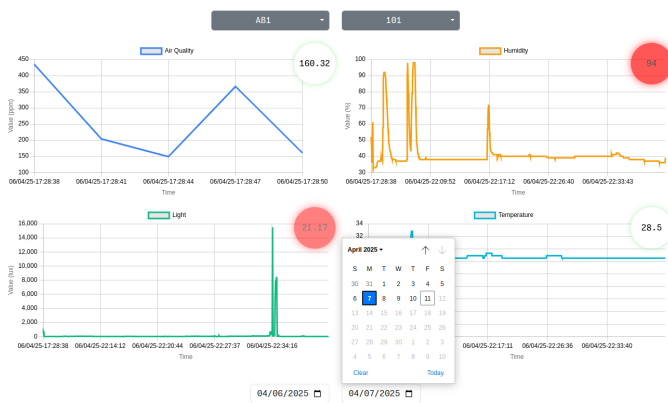 AB1
101
Air Quality
160.32
450
400
350
300
250
200
150
100
Value (ppm)
06/04/25-17:28:38 06/04/25-17:28:41 06/04/25-17:28:44 06/04/25-17:28:47 06/04/25-17:28:50
Time
Humidity
94
100
90
80
70
60
50
40
30
Value (%)
06/04/25-17:28:38 06/04/25-22:09:52 06/04/25-22:17:12 06/04/25-22:26:40 06/04/25-22:33:43
Time
Light
21.17
16,000
14,000
12,000
10,000
8,000
6,000
4,000
2,000
0
Value (lux)
06/04/25-17:28:38 06/04/25-22:14:12 06/04/25-22:20:44 06/04/25-22:27:37 06/04/25-22:34:16
Time
Temperature
28.5
34
32
22:17:11 06/04/25-22:26:36 06/04/25-22:33:40
Time
April 2025
S M T W T F S
30 31 1 2 3 4 5
6 7 8 9 10 11 12
13 14 15 16 17 18 19
20 21 22 23 24 25 26
27 28 29 30 1 2 3
4 5 6 7 8 9 10
Clear Today
04/06/2025
04/07/2025